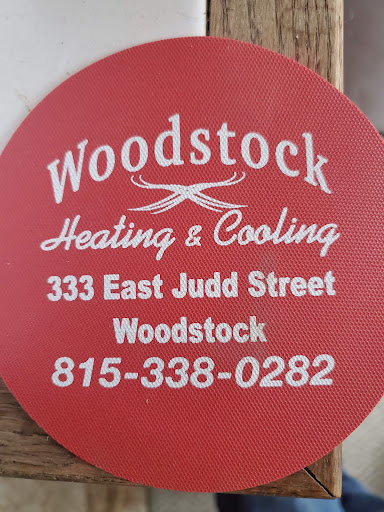 Woodstock
Heating & Cooling
333 East Judd Street
Woodstock
815-338-0282